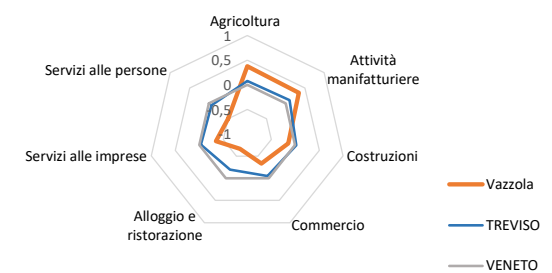 Agricoltura
1
0,5
0
-0,5
-1
Attività
manifatturiere
Costruzioni
Commercio
Alloggio e
ristorazione
Servizi alle imprese
Servizi alle persone
Vazzola
TREVISO
VENETO